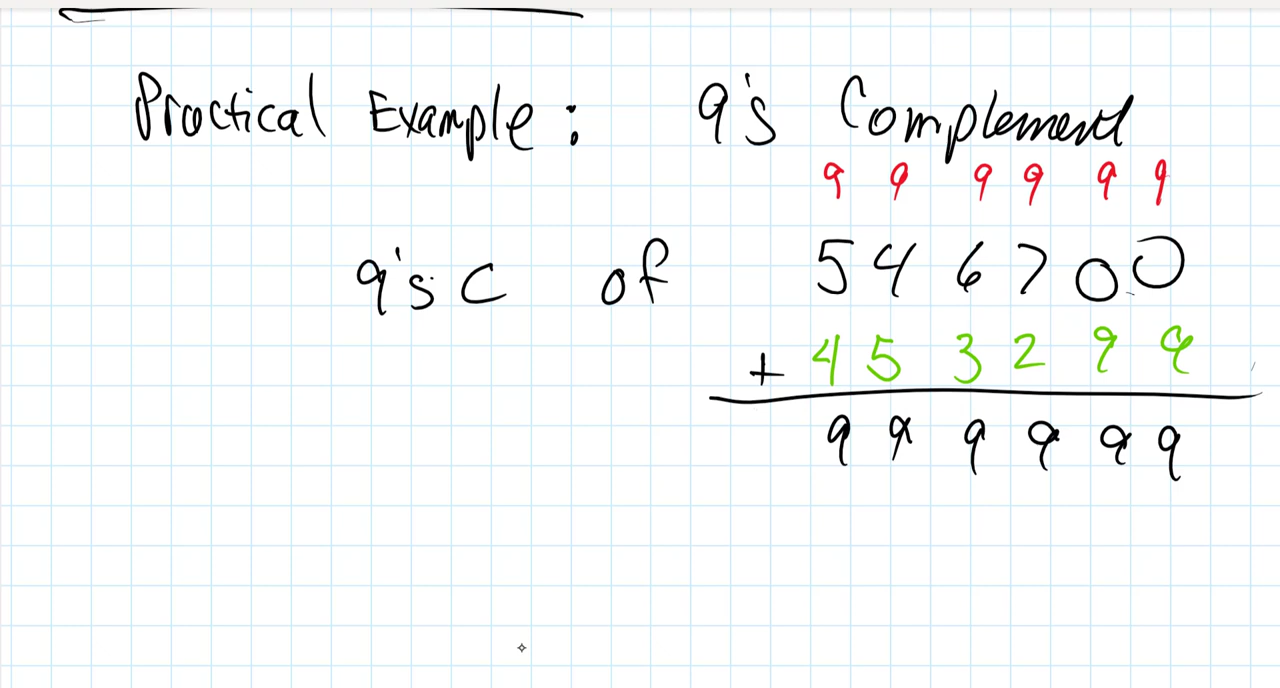 Practical Example: 9's Complement
9 9 9 9 9 9
9's C of 5 4 6 7 0 0
+ 4 5 3 2 9 9
9 9 9 9 9 9